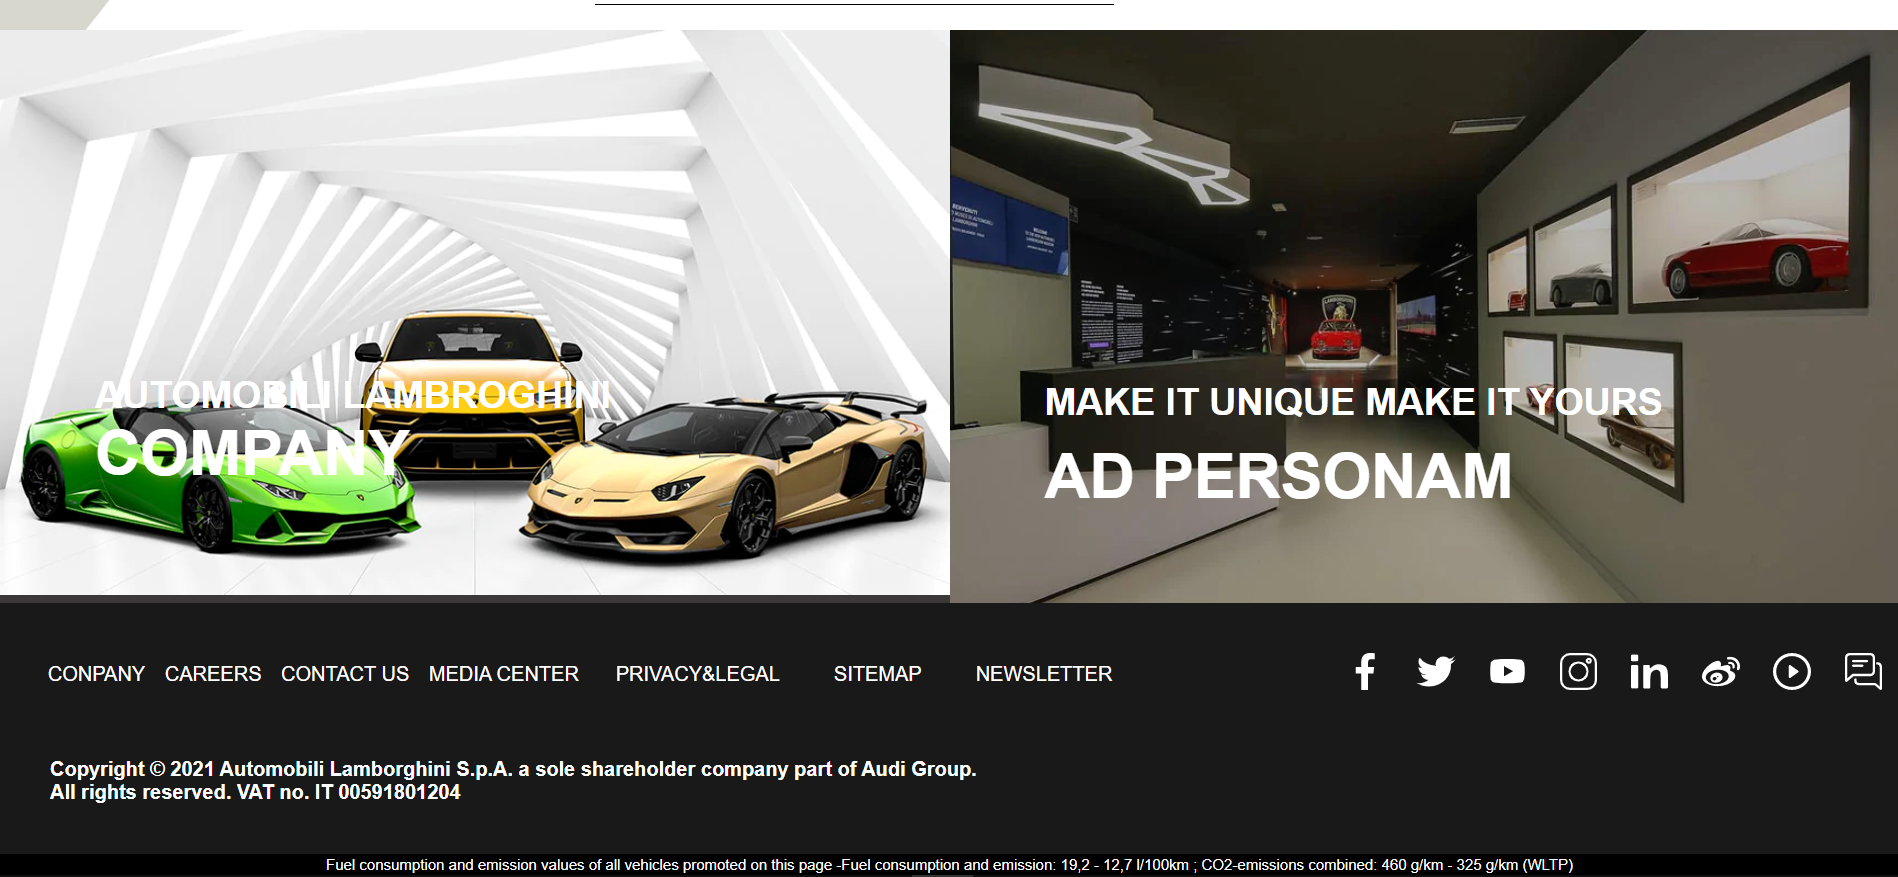 AUTOMOBILI LAMBROGHINI
COMPANY
BENVENUTI
WELCOME
LAMBORGHINI
MAKE IT UNIQUE MAKE IT YOURS
AD PERSONAM
CONPANY CAREERS CONTACT US MEDIA CENTER PRIVACY&LEGAL SITEMAP NEWSLETTER
Copyright © 2021 Automobili Lamborghini S.p.A. a sole shareholder company part of Audi Group.
All rights reserved. VAT no. IT 00591801204
Fuel consumption and emission values of all vehicles promoted on this page -Fuel consumption and emission: 19,2 - 12,7 l/100km ; CO2-emissions combined: 460 g/km - 325 g/km (WLTP)